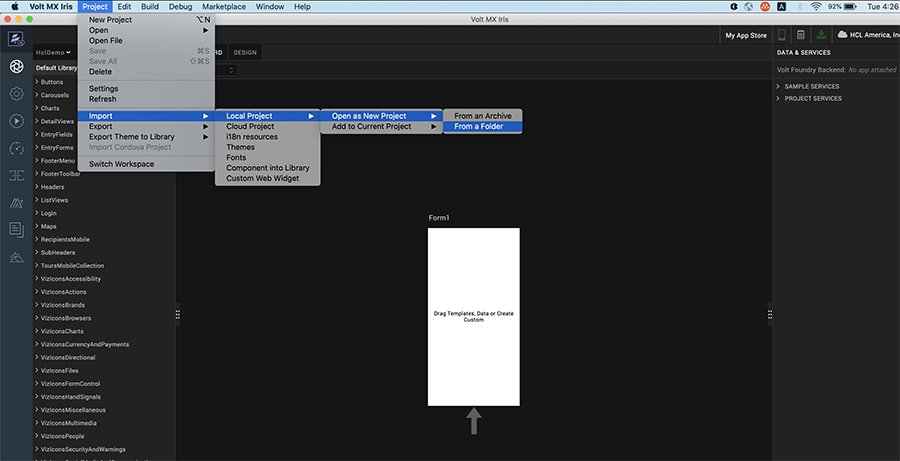 Volt MX Iris Project Edit Build Debug Marketplace Window Help 92% Tue 4:26
Volt MX Iris
New Project ⌥N
Open
Open File
Save ⌘S
Save All ⇧⌘S
Delete
Settings
Refresh
Import
Export
Export Theme to Library
Import Cordova Project
Switch Workspace
Local Project
Cloud Project
i18n resources
Themes
Fonts
Component into Library
Custom Web Widget
Open as New Project
Add to Current Project
From an Archive
From a Folder
My App Store
HCL America, Inc
HclDemo
RD
DESIGN
DATA & SERVICES
Default Library
Volt Foundry Backend: No app attached
SAMPLE SERVICES
PROJECT SERVICES
Buttons
Carousels
Charts
DetailViews
EntryFields
EntryForms
FooterMenu
FooterToolbar
Headers
ListViews
Login
Maps
RecipientsMobile
SubHeaders
ToursMobileCollection
VizIconsAccessibility
VizIconsActions
VizIconsBrands
VizIconsBrowsers
VizIconsCharts
VizIconsCurrencyAndPayments
VizIconsDirectional
VizIconsFiles
VizIconsFormControl
VizIconsHandSignals
VizIconsMiscellaneous
VizIconsMultimedia
VizIconsPeople
VizIconsSecurityAndWarnings
Form1
Drag Templates, Data or Create
Custom